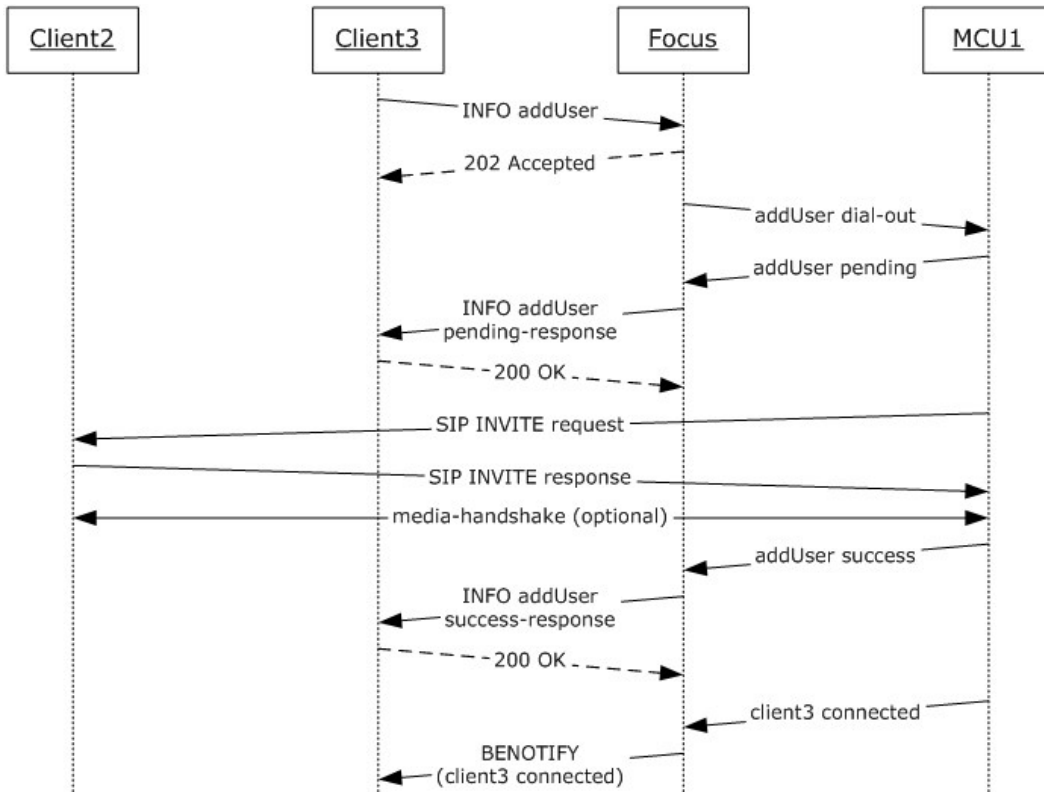 Client2
Client3
Focus
MCU1
INFO addUser
202 Accepted
addUser dial-out
addUser pending
INFO addUser
pending-response
200 OK
SIP INVITE request
SIP INVITE response
media-handshake (optional)
addUser success
INFO addUser
success-response
200 OK
client3 connected
BENOTIFY
(client3 connected)